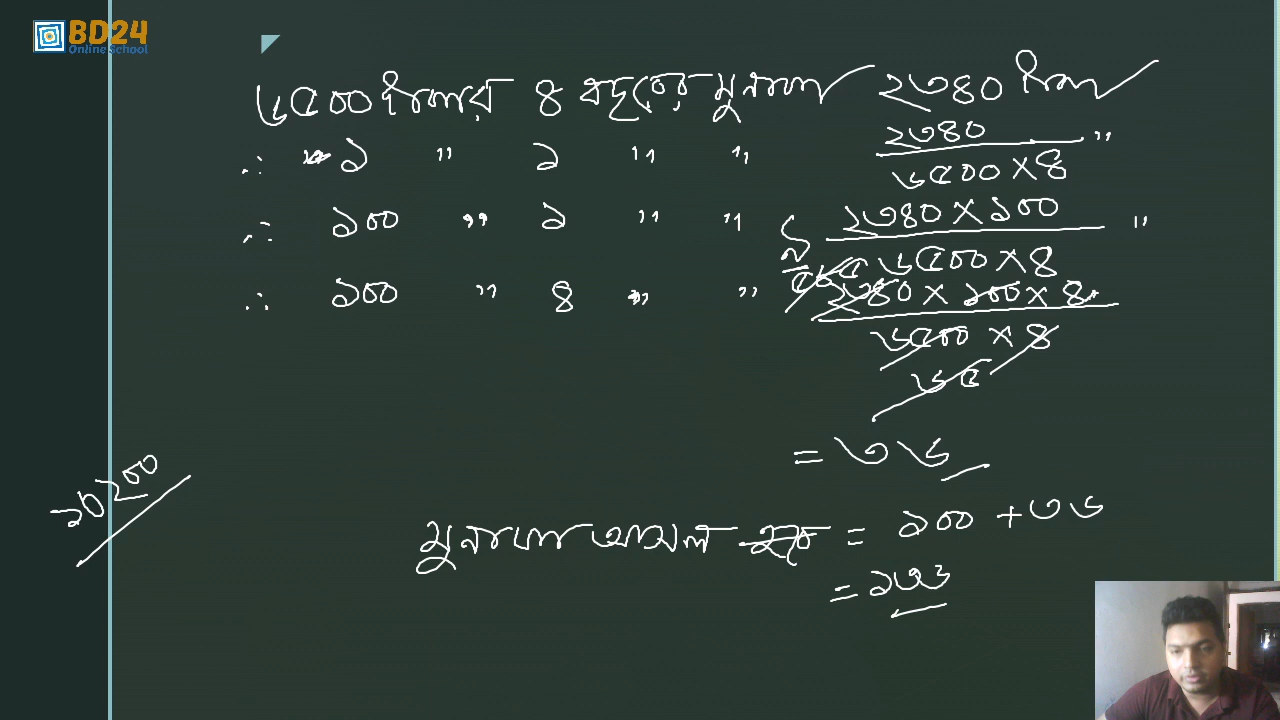 BD24
Online School
৬৫০০ টাকার ৪ বছরের মুনাফা ২৩৪০ টাকা
∴ " ১ " ১ " " ২৩৪০ / ৬৫০০ × ৪ "
∴ ১০০ " ১ " " ২৩৪০ × ১০০ / ৬৫০০ × ৪ "
∴ ১০০ " ৪ " " ২৩৪০ × ১০০ × ৪ / ৬৫০০ × ৪
৬৫
= ৩৬
মুনাফা আসল = ১০০ + ৩৬
= ১৩৬